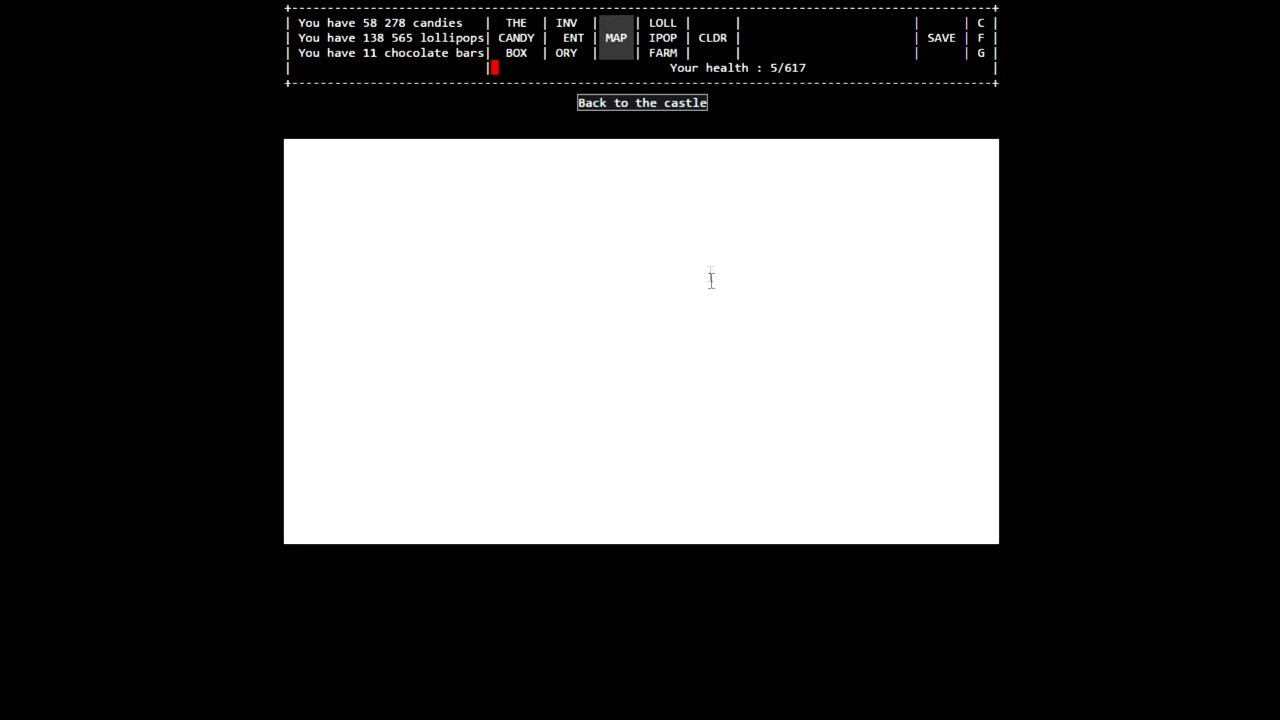 You have 58 278 candies | THE | INV | | LOLL | | | | C
You have 138 565 lollipops| CANDY | ENT | MAP | IPOP | CLDR | | SAVE | F
You have 11 chocolate bars| BOX | ORY | | FARM | | | | G
Your health : 5/617
Back to the castle